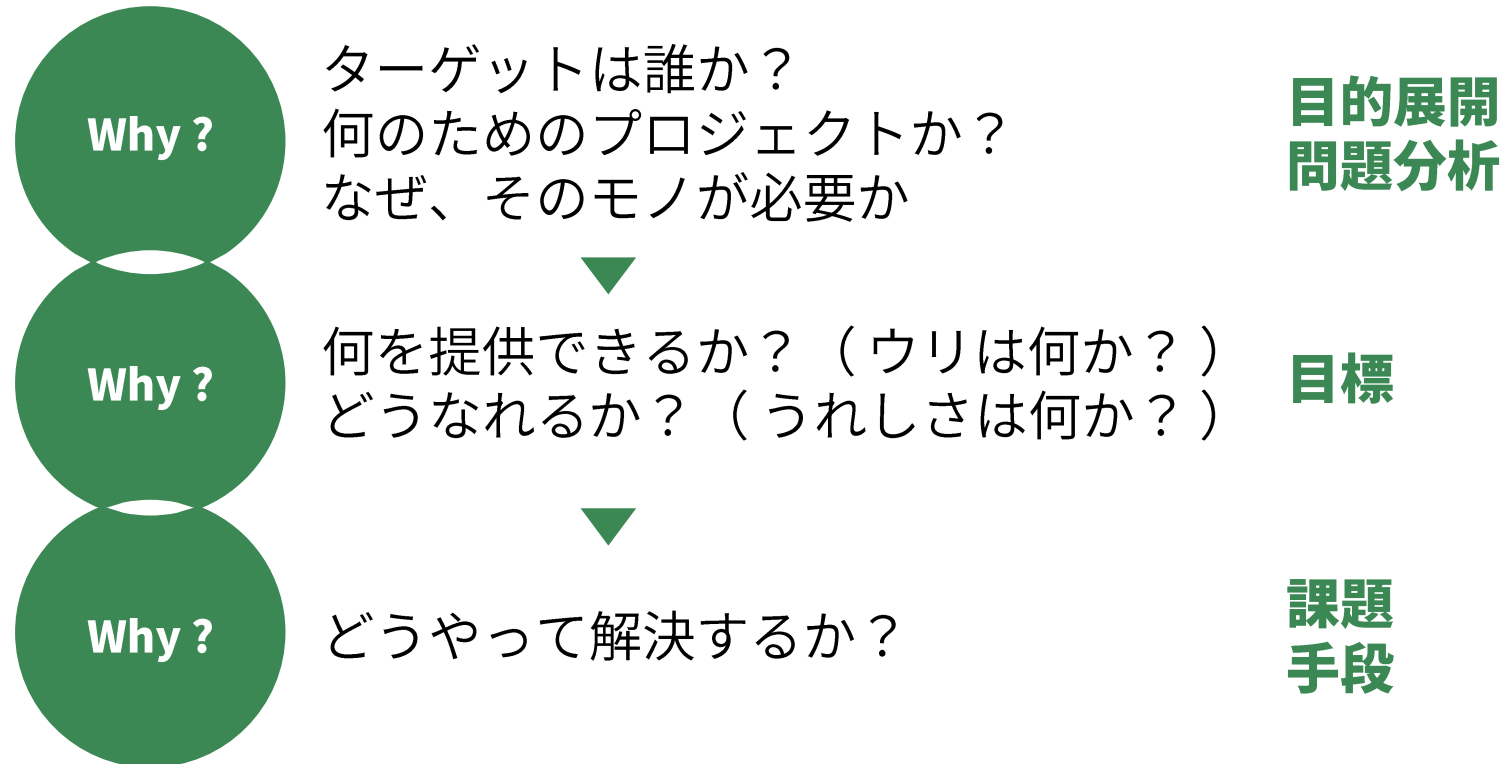 Why ?
ターゲットは誰か？
何のためのプロジェクトか？
なぜ、そのモノが必要か
目的展開
問題分析
Why ?
何を提供できるか？（ ウリは何か？ ）
どうなれるか？（ うれしさは何か？ ）
目標
Why ?
どうやって解決するか？
課題
手段